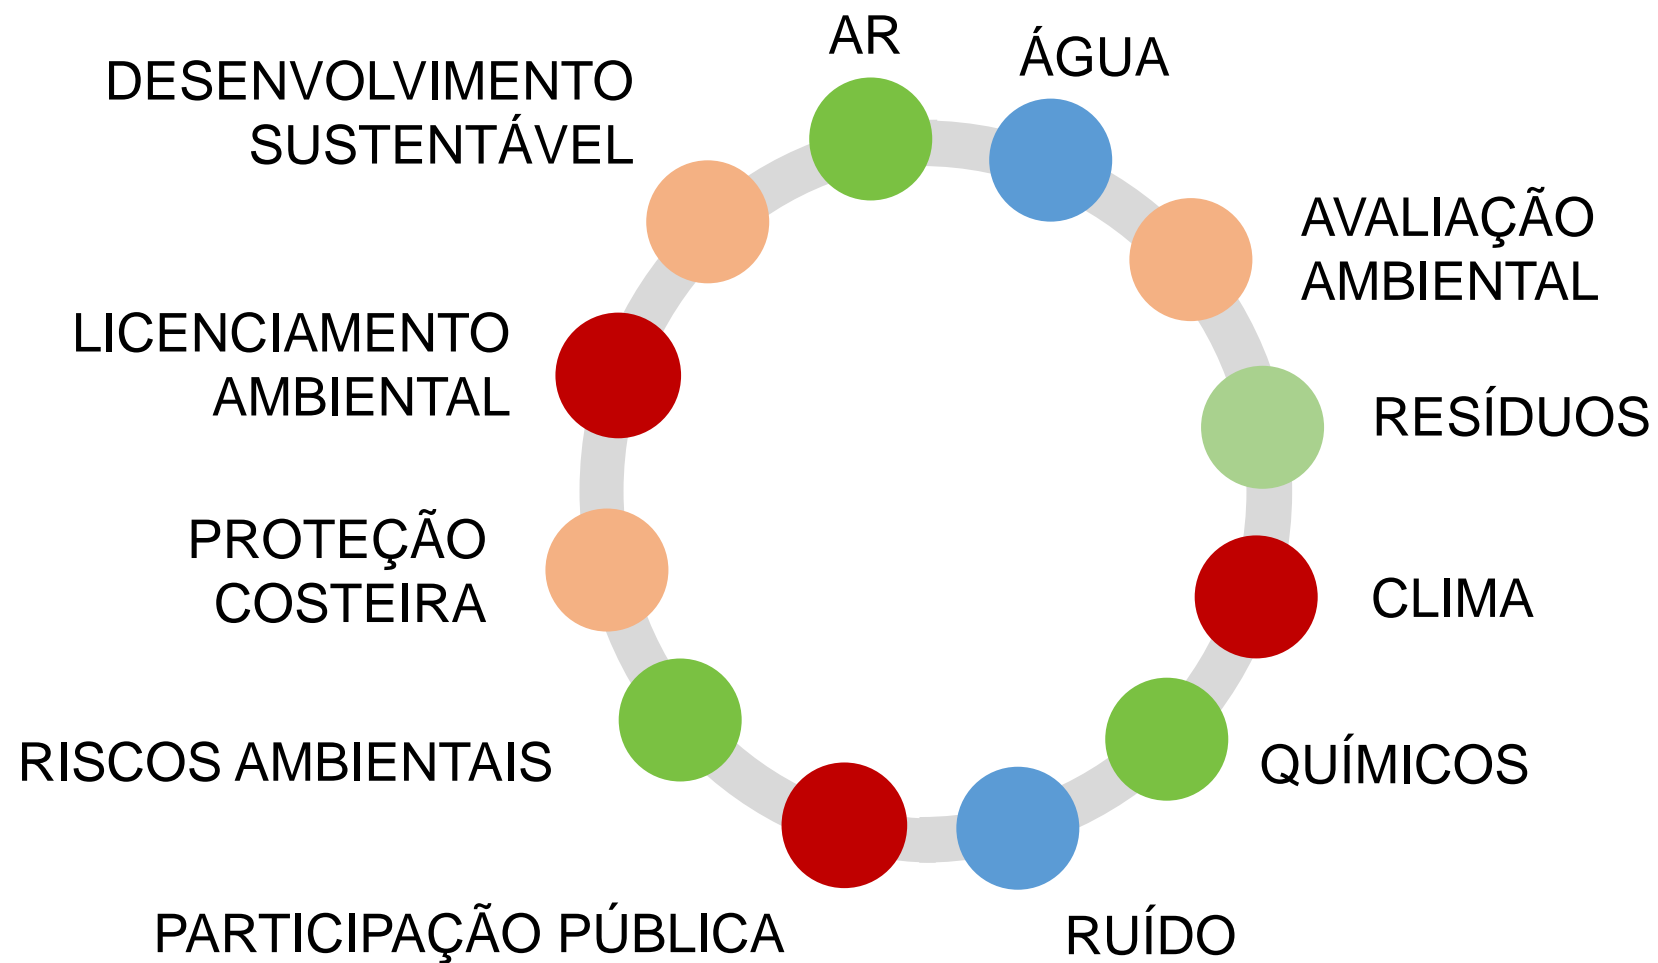 AR
ÁGUA
AVALIAÇÃO
AMBIENTAL
RESÍDUOS
CLIMA
QUÍMICOS
RUÍDO
PARTICIPAÇÃO PÚBLICA
RISCOS AMBIENTAIS
PROTEÇÃO
COSTEIRA
LICENCIAMENTO
AMBIENTAL
DESENVOLVIMENTO
SUSTENTÁVEL